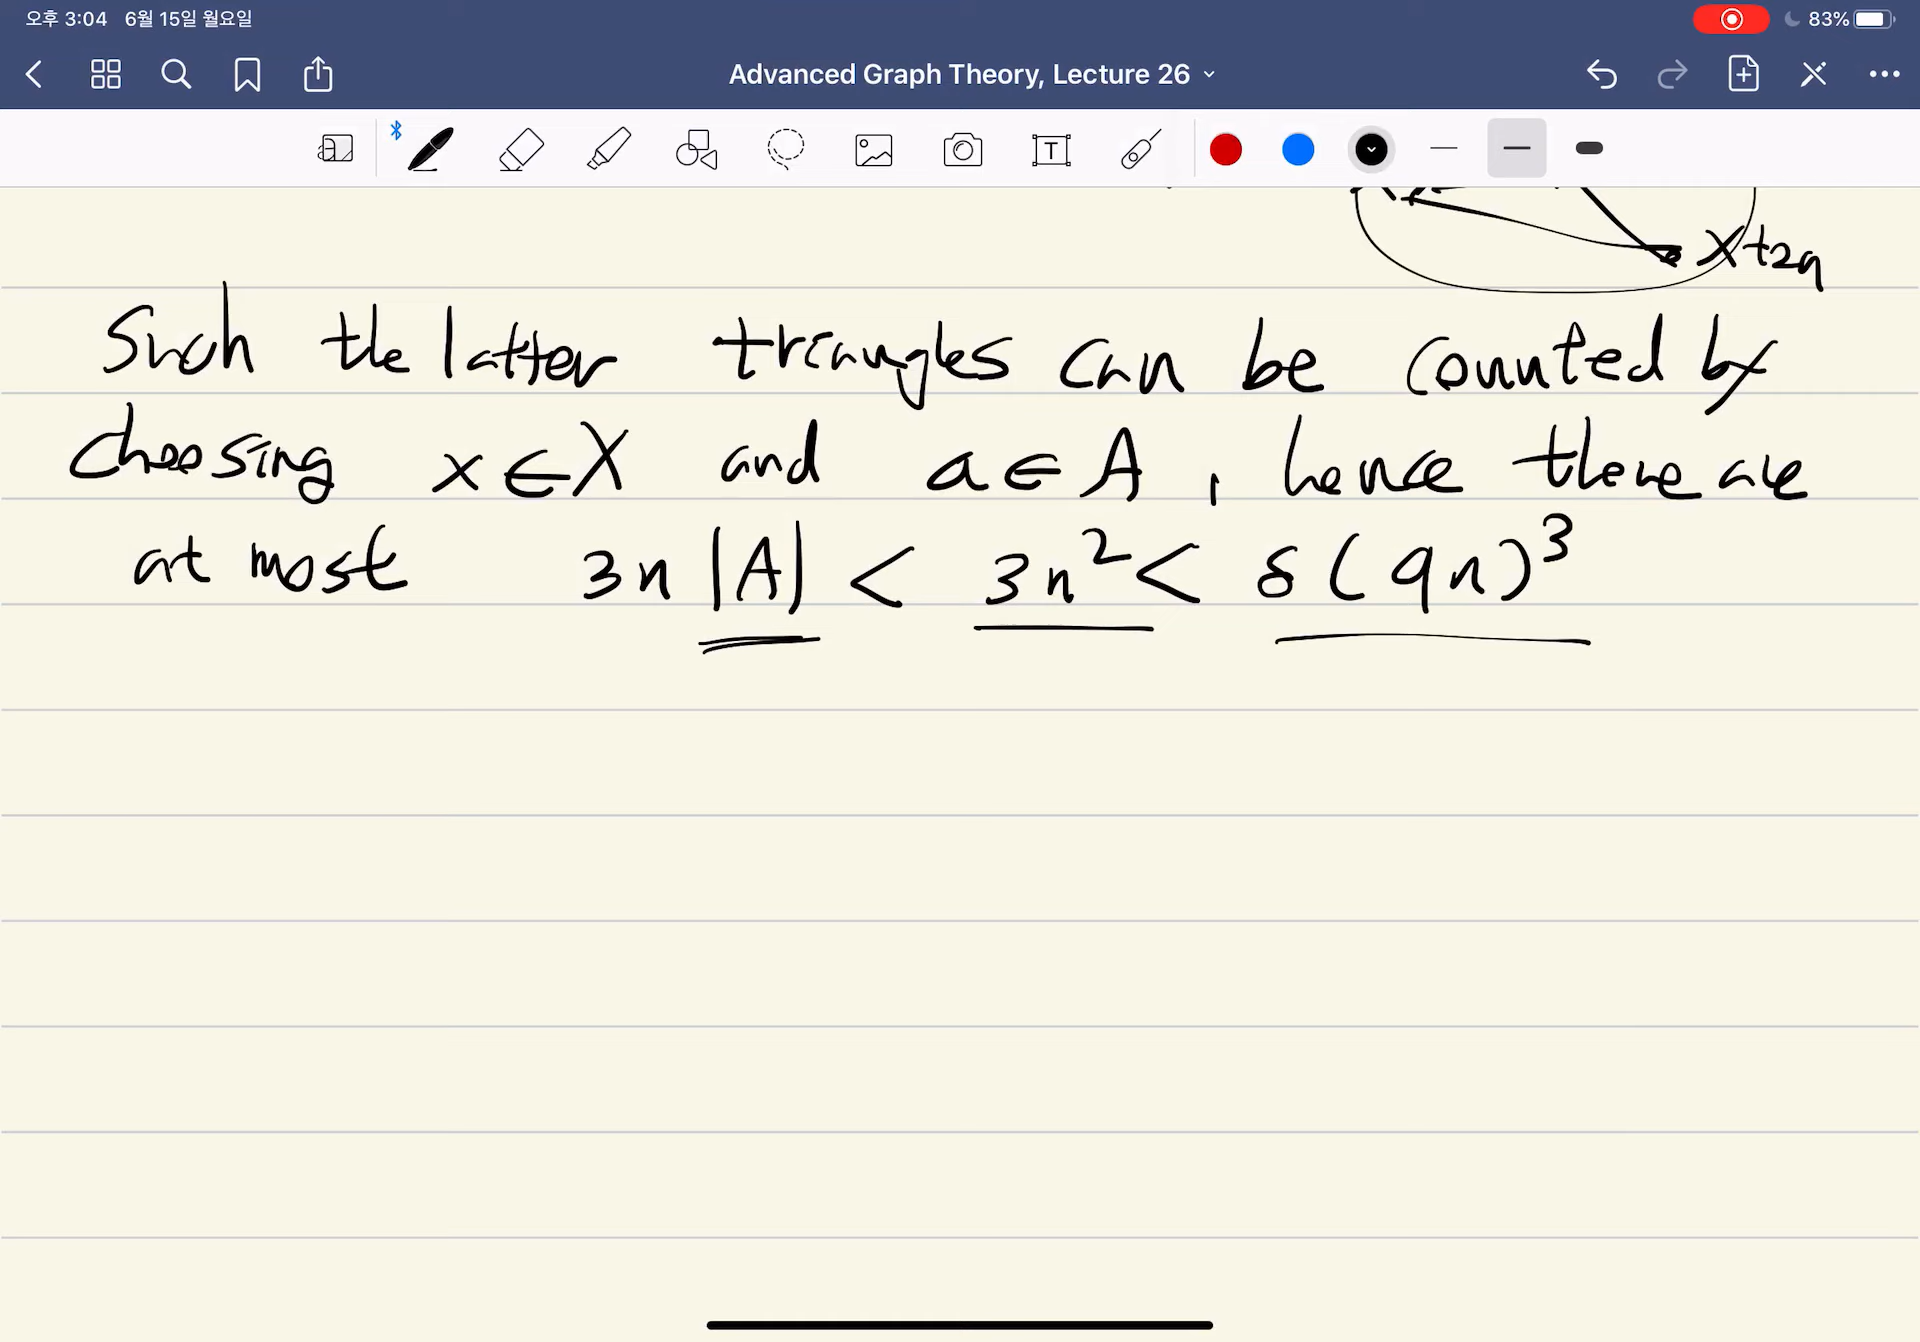 오후 3:04 6월 15일 월요일
83%
Advanced Graph Theory, Lecture 26
x+2a
Such the latter triangles can be counted by
choosing x∈X and a∈A, hence there are
at most 3n|A| < 3n² < δ(9n)³